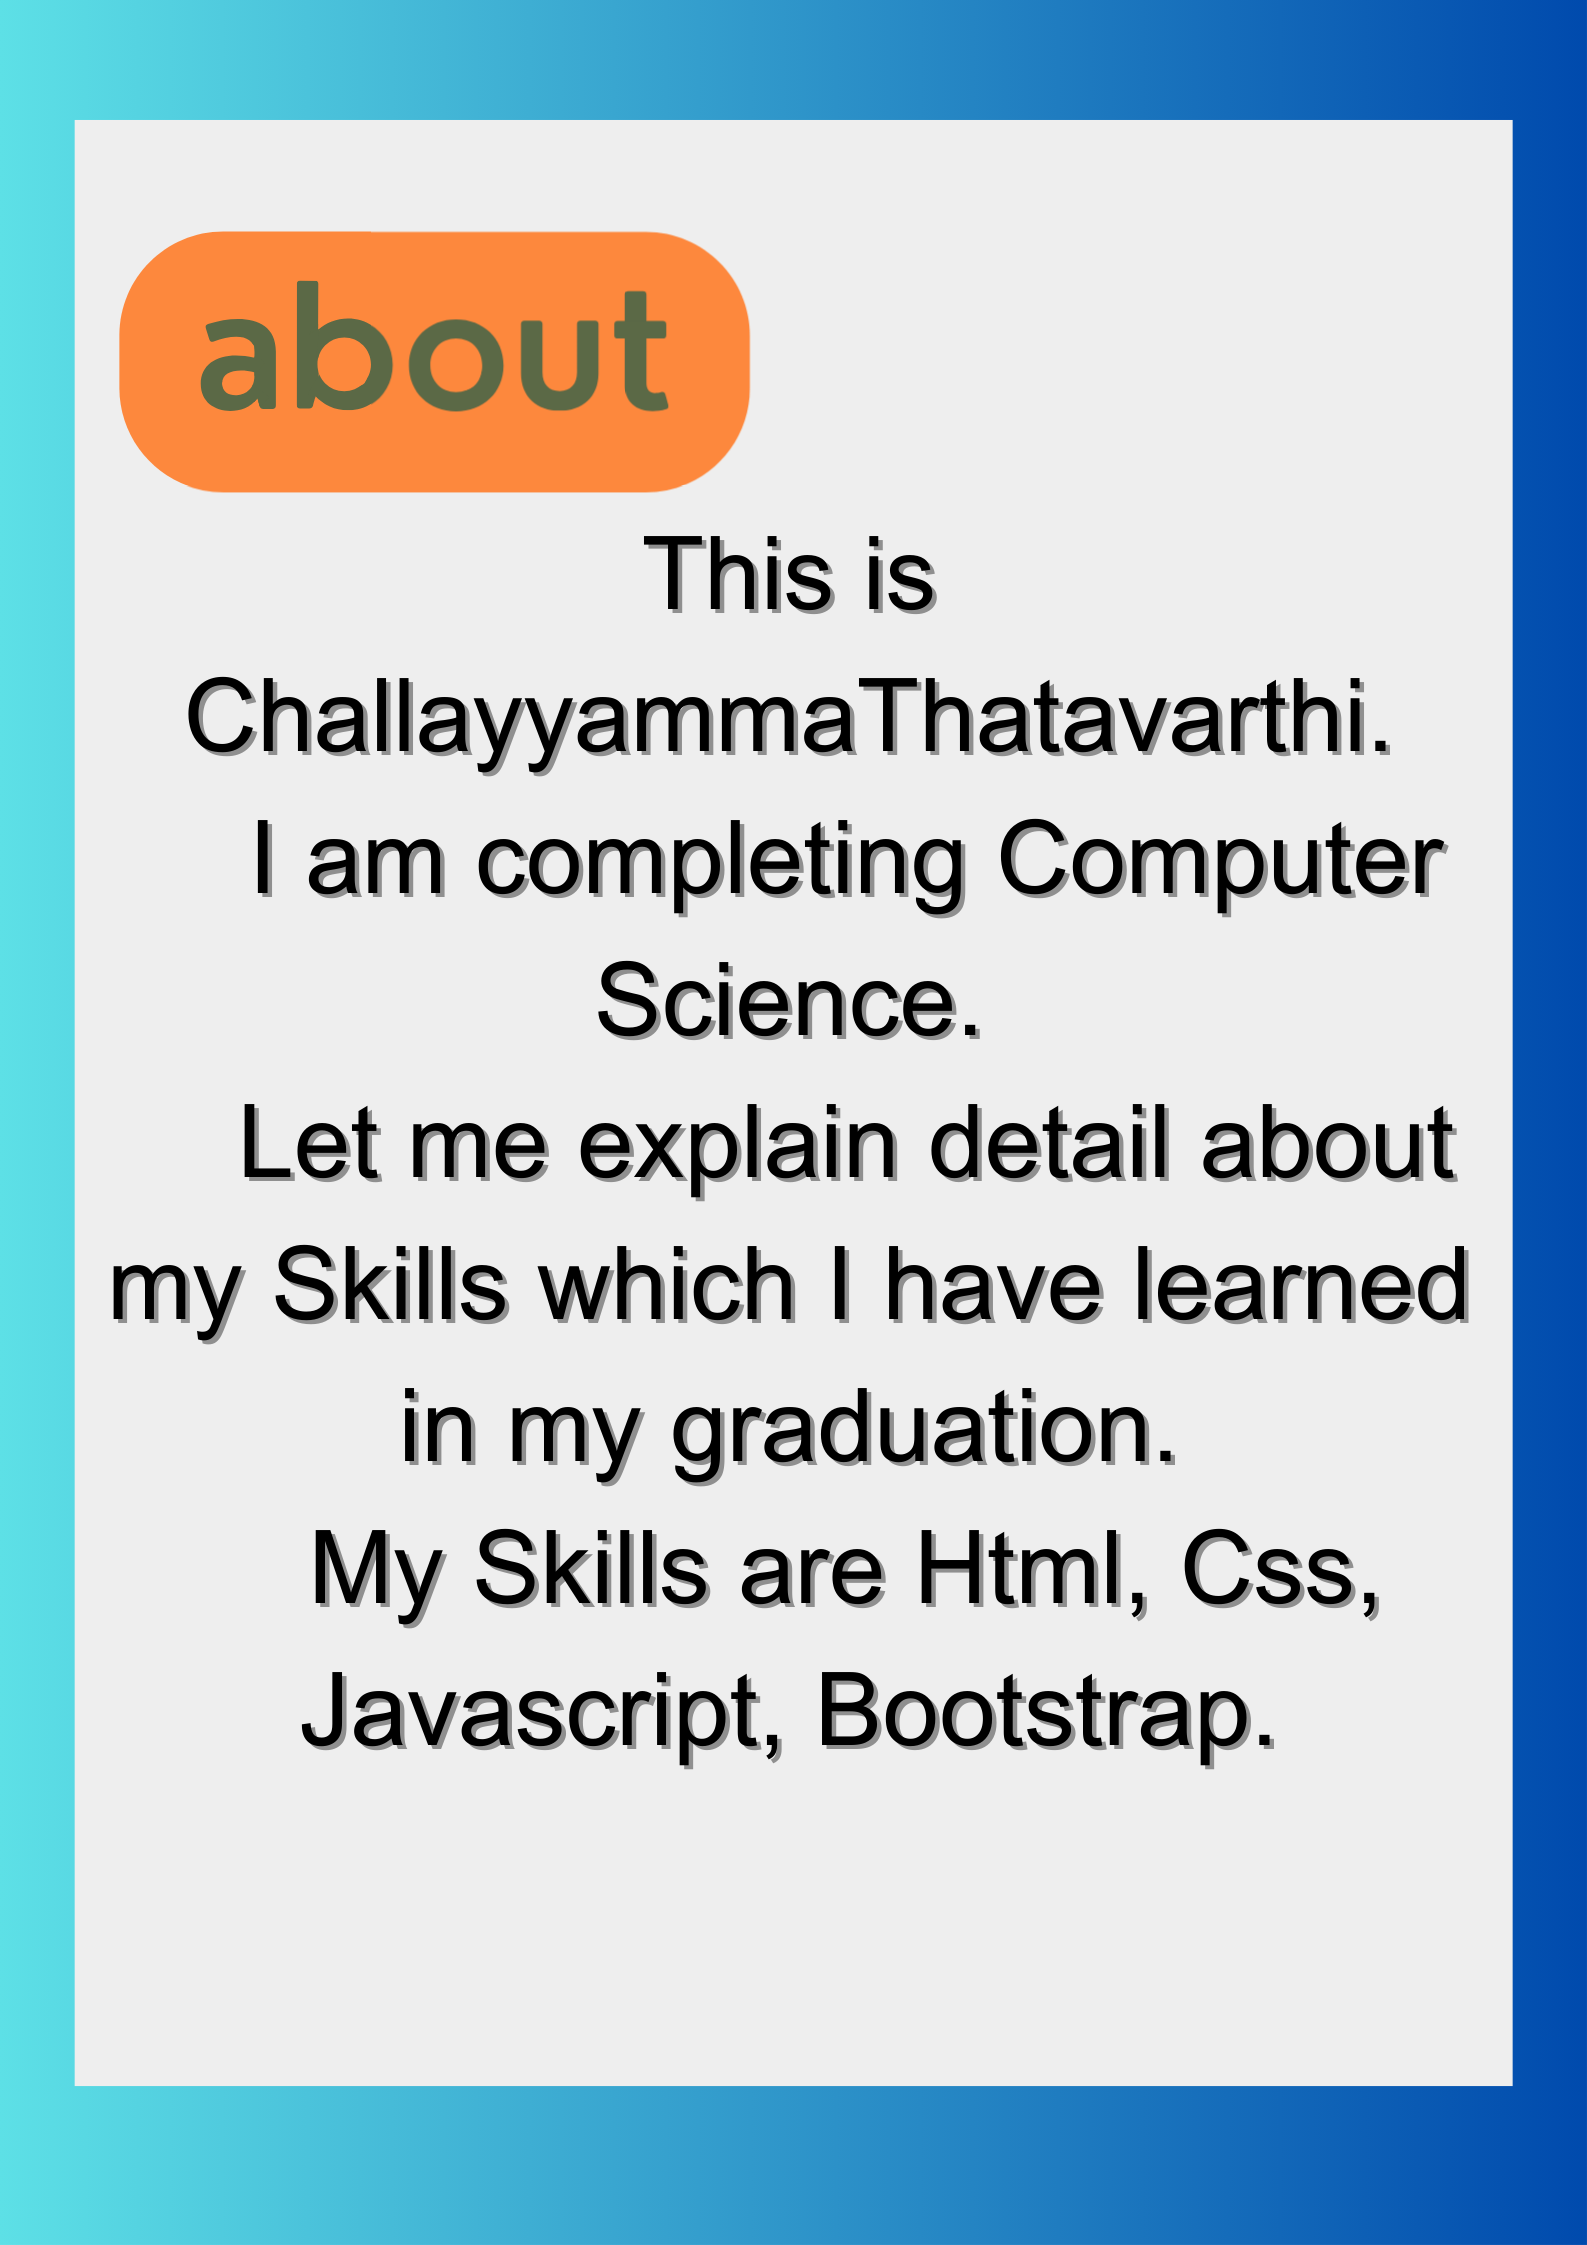 about
This is
ChallayyammaThatavarthi.
I am completing Computer
Science.
Let me explain detail about
my Skills which I have learned
in my graduation.
My Skills are Html, Css,
Javascript, Bootstrap.